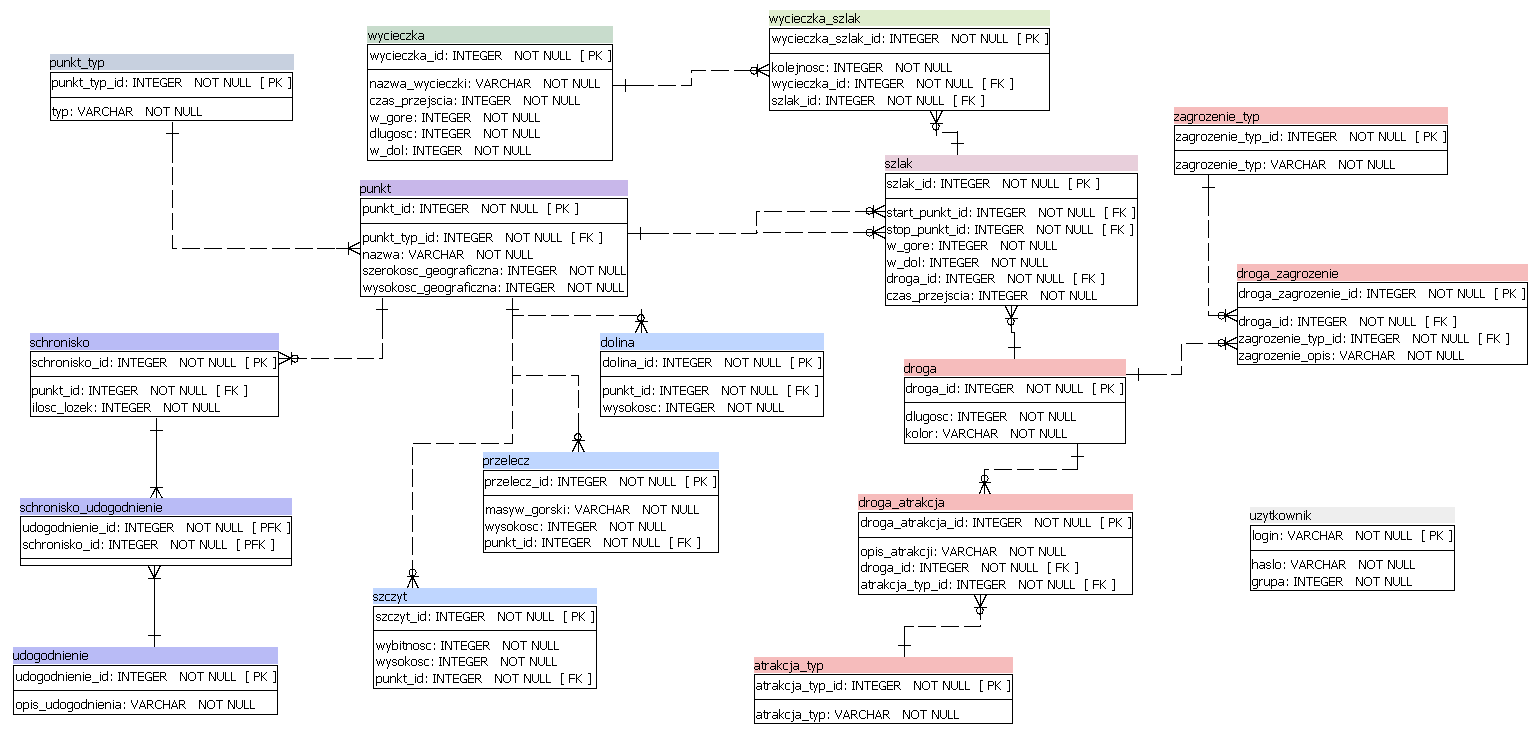 punkt_typ
punkt_typ_id: INTEGER NOT NULL [ PK ]
typ: VARCHAR NOT NULL
wycieczka
wycieczka_id: INTEGER NOT NULL [ PK ]
nazwa_wycieczki: VARCHAR NOT NULL
czas_przejscia: INTEGER NOT NULL
w_gore: INTEGER NOT NULL
dlugosc: INTEGER NOT NULL
w_dol: INTEGER NOT NULL
wycieczka_szlak
wycieczka_szlak_id: INTEGER NOT NULL [ PK ]
kolejnosc: INTEGER NOT NULL
wycieczka_id: INTEGER NOT NULL [ FK ]
szlak_id: INTEGER NOT NULL [ FK ]
zagrozenie_typ
zagrozenie_typ_id: INTEGER NOT NULL [ PK ]
zagrozenie_typ: VARCHAR NOT NULL
punkt
punkt_id: INTEGER NOT NULL [ PK ]
punkt_typ_id: INTEGER NOT NULL [ FK ]
nazwa: VARCHAR NOT NULL
szerokosc_geograficzna: INTEGER NOT NULL
wysokosc_geograficzna: INTEGER NOT NULL
szlak
szlak_id: INTEGER NOT NULL [ PK ]
start_punkt_id: INTEGER NOT NULL [ FK ]
stop_punkt_id: INTEGER NOT NULL [ FK ]
w_gore: INTEGER NOT NULL
w_dol: INTEGER NOT NULL
droga_id: INTEGER NOT NULL [ FK ]
czas_przejscia: INTEGER NOT NULL
droga_zagrozenie
droga_zagrozenie_id: INTEGER NOT NULL [ PK ]
droga_id: INTEGER NOT NULL [ FK ]
zagrozenie_typ_id: INTEGER NOT NULL [ FK ]
zagrozenie_opis: VARCHAR NOT NULL
schronisko
schronisko_id: INTEGER NOT NULL [ PK ]
punkt_id: INTEGER NOT NULL [ FK ]
ilosc_lozek: INTEGER NOT NULL
dolina
dolina_id: INTEGER NOT NULL [ PK ]
punkt_id: INTEGER NOT NULL [ FK ]
wysokosc: INTEGER NOT NULL
droga
droga_id: INTEGER NOT NULL [ PK ]
dlugosc: INTEGER NOT NULL
kolor: VARCHAR NOT NULL
przelecz
przelecz_id: INTEGER NOT NULL [ PK ]
masyw_gorski: VARCHAR NOT NULL
wysokosc: INTEGER NOT NULL
punkt_id: INTEGER NOT NULL [ FK ]
schronisko_udogodnienie
udogodnienie_id: INTEGER NOT NULL [ PFK ]
schronisko_id: INTEGER NOT NULL [ PFK ]
droga_atrakcja
droga_atrakcja_id: INTEGER NOT NULL [ PK ]
opis_atrakcji: VARCHAR NOT NULL
droga_id: INTEGER NOT NULL [ FK ]
atrakcja_typ_id: INTEGER NOT NULL [ FK ]
uzytkownik
login: VARCHAR NOT NULL [ PK ]
haslo: VARCHAR NOT NULL
grupa: INTEGER NOT NULL
szczyt
szczyt_id: INTEGER NOT NULL [ PK ]
wybitnosc: INTEGER NOT NULL
wysokosc: INTEGER NOT NULL
punkt_id: INTEGER NOT NULL [ FK ]
udogodnienie
udogodnienie_id: INTEGER NOT NULL [ PK ]
opis_udogodnienia: VARCHAR NOT NULL
atrakcja_typ
atrakcja_typ_id: INTEGER NOT NULL [ PK ]
atrakcja_typ: VARCHAR NOT NULL